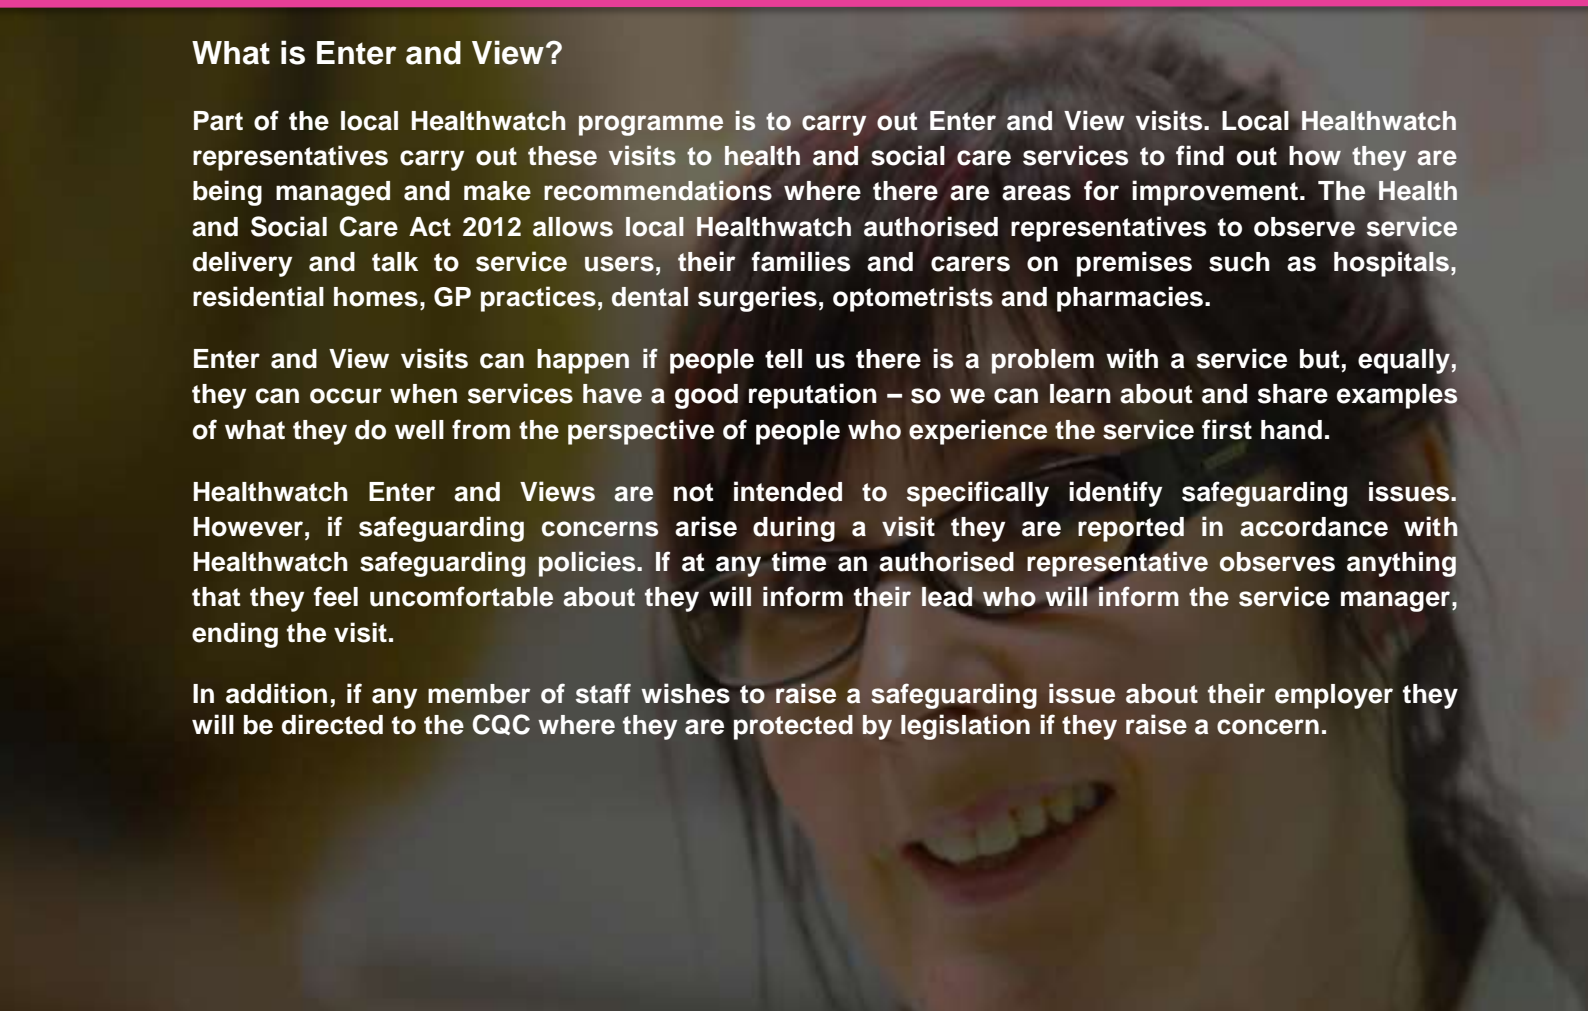 What is Enter and View?
Part of the local Healthwatch programme is to carry out Enter and View visits. Local Healthwatch
representatives carry out these visits to health and social care services to find out how they are
being managed and make recommendations where there are areas for improvement. The Health
and Social Care Act 2012 allows local Healthwatch authorised representatives to observe service
delivery and talk to service users, their families and carers on premises such as hospitals,
residential homes, GP practices, dental surgeries, optometrists and pharmacies.
Enter and View visits can happen if people tell us there is a problem with a service but, equally,
they can occur when services have a good reputation – so we can learn about and share examples
of what they do well from the perspective of people who experience the service first hand.
Healthwatch Enter and Views are not intended to specifically identify safeguarding issues.
However, if safeguarding concerns arise during a visit they are reported in accordance with
Healthwatch safeguarding policies. If at any time an authorised representative observes anything
that they feel uncomfortable about they will inform their lead who will inform the service manager,
ending the visit.
In addition, if any member of staff wishes to raise a safeguarding issue about their employer they
will be directed to the CQC where they are protected by legislation if they raise a concern.